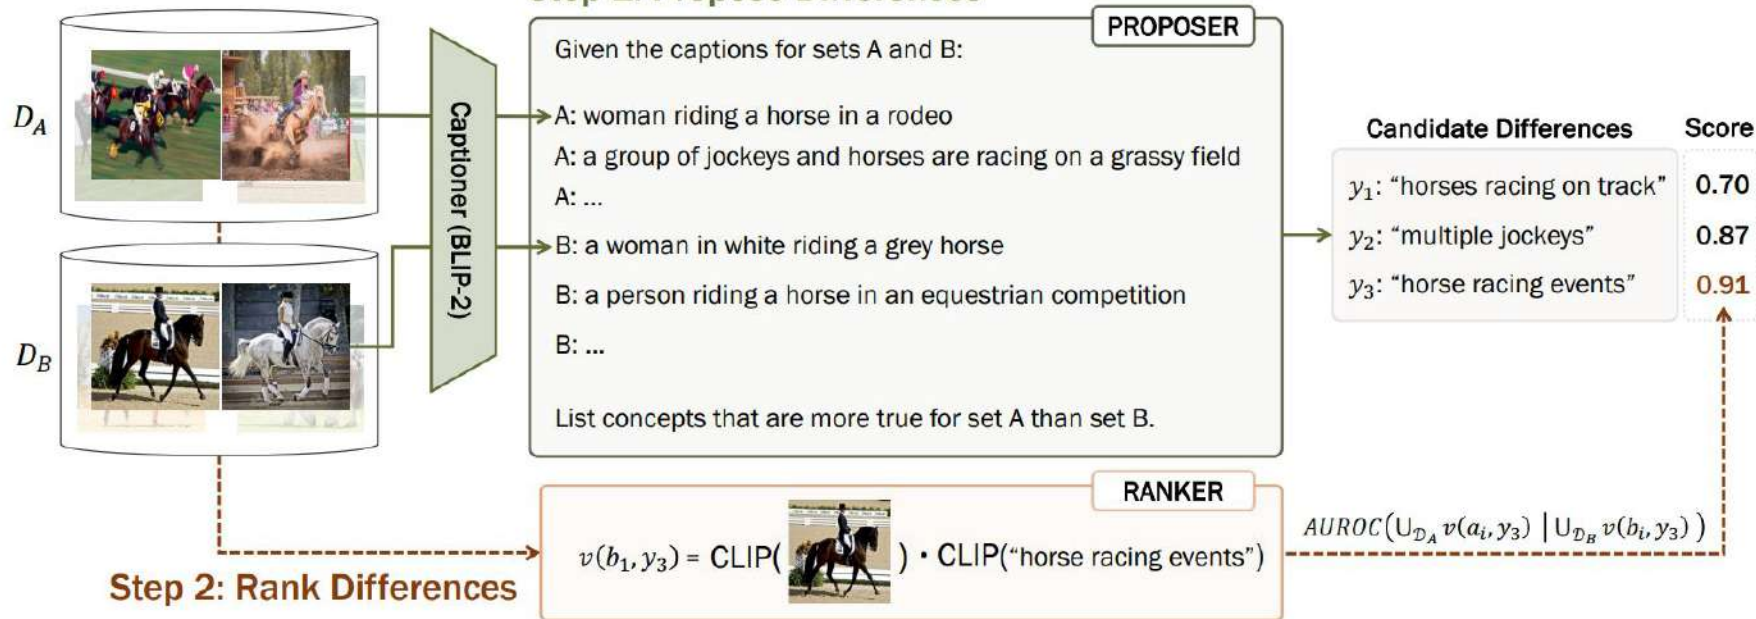 PROPOSER
Given the captions for sets A and B:
D_A
Captioner (BLIP-2)
A: woman riding a horse in a rodeo
A: a group of jockeys and horses are racing on a grassy field
A: ...
B: a woman in white riding a grey horse
B: a person riding a horse in an equestrian competition
B: ...
D_B
List concepts that are more true for set A than set B.
Candidate Differences Score
y₁: “horses racing on track” 0.70
y₂: “multiple jockeys” 0.87
y₃: “horse racing events” 0.91
RANKER
v(b₁, y₃) = CLIP( ) · CLIP(“horse racing events”)
AUROC(∪_{D_A} v(aᵢ, y₃) | ∪_{D_B} v(bᵢ, y₃) )
Step 2: Rank Differences